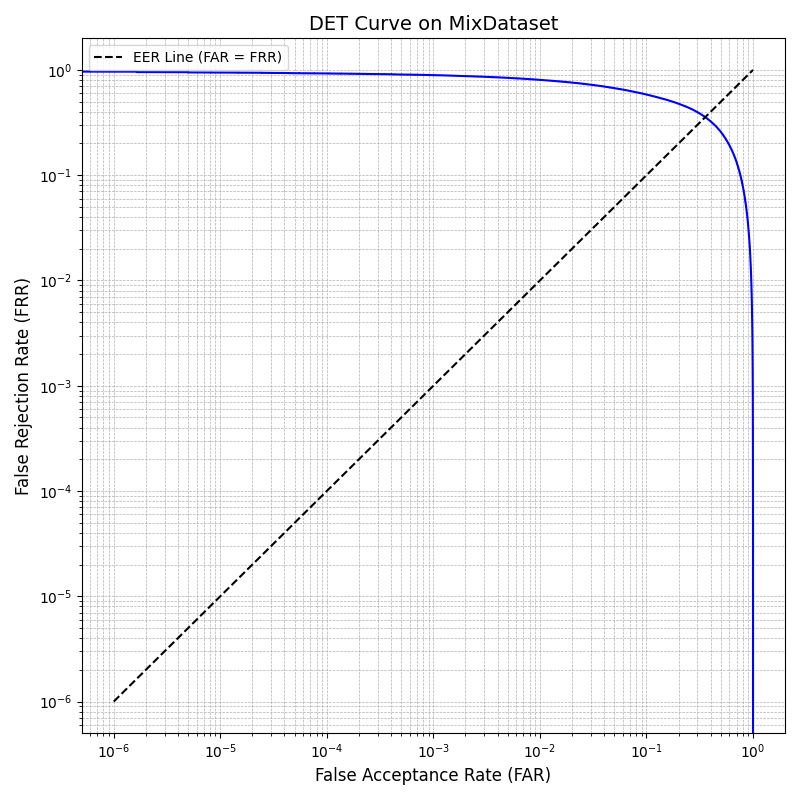 DET Curve on MixDataset
EER Line (FAR = FRR)
False Rejection Rate (FRR)
10⁰
10⁻¹
10⁻²
10⁻³
10⁻⁴
10⁻⁵
10⁻⁶
10⁻⁶ 10⁻⁵ 10⁻⁴ 10⁻³ 10⁻² 10⁻¹ 10⁰
False Acceptance Rate (FAR)